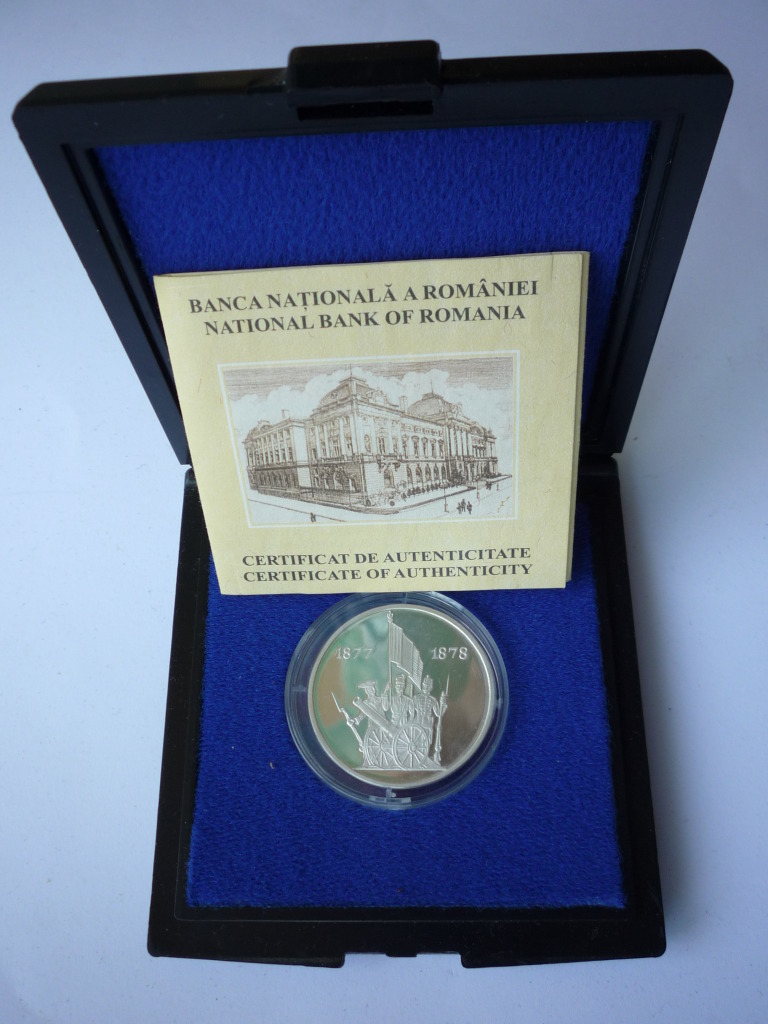 BANCA NAȚIONALĂ A ROMÂNIEI
NATIONAL BANK OF ROMANIA
CERTIFICAT DE AUTENTICITATE
CERTIFICATE OF AUTHENTICITY
1877 1878